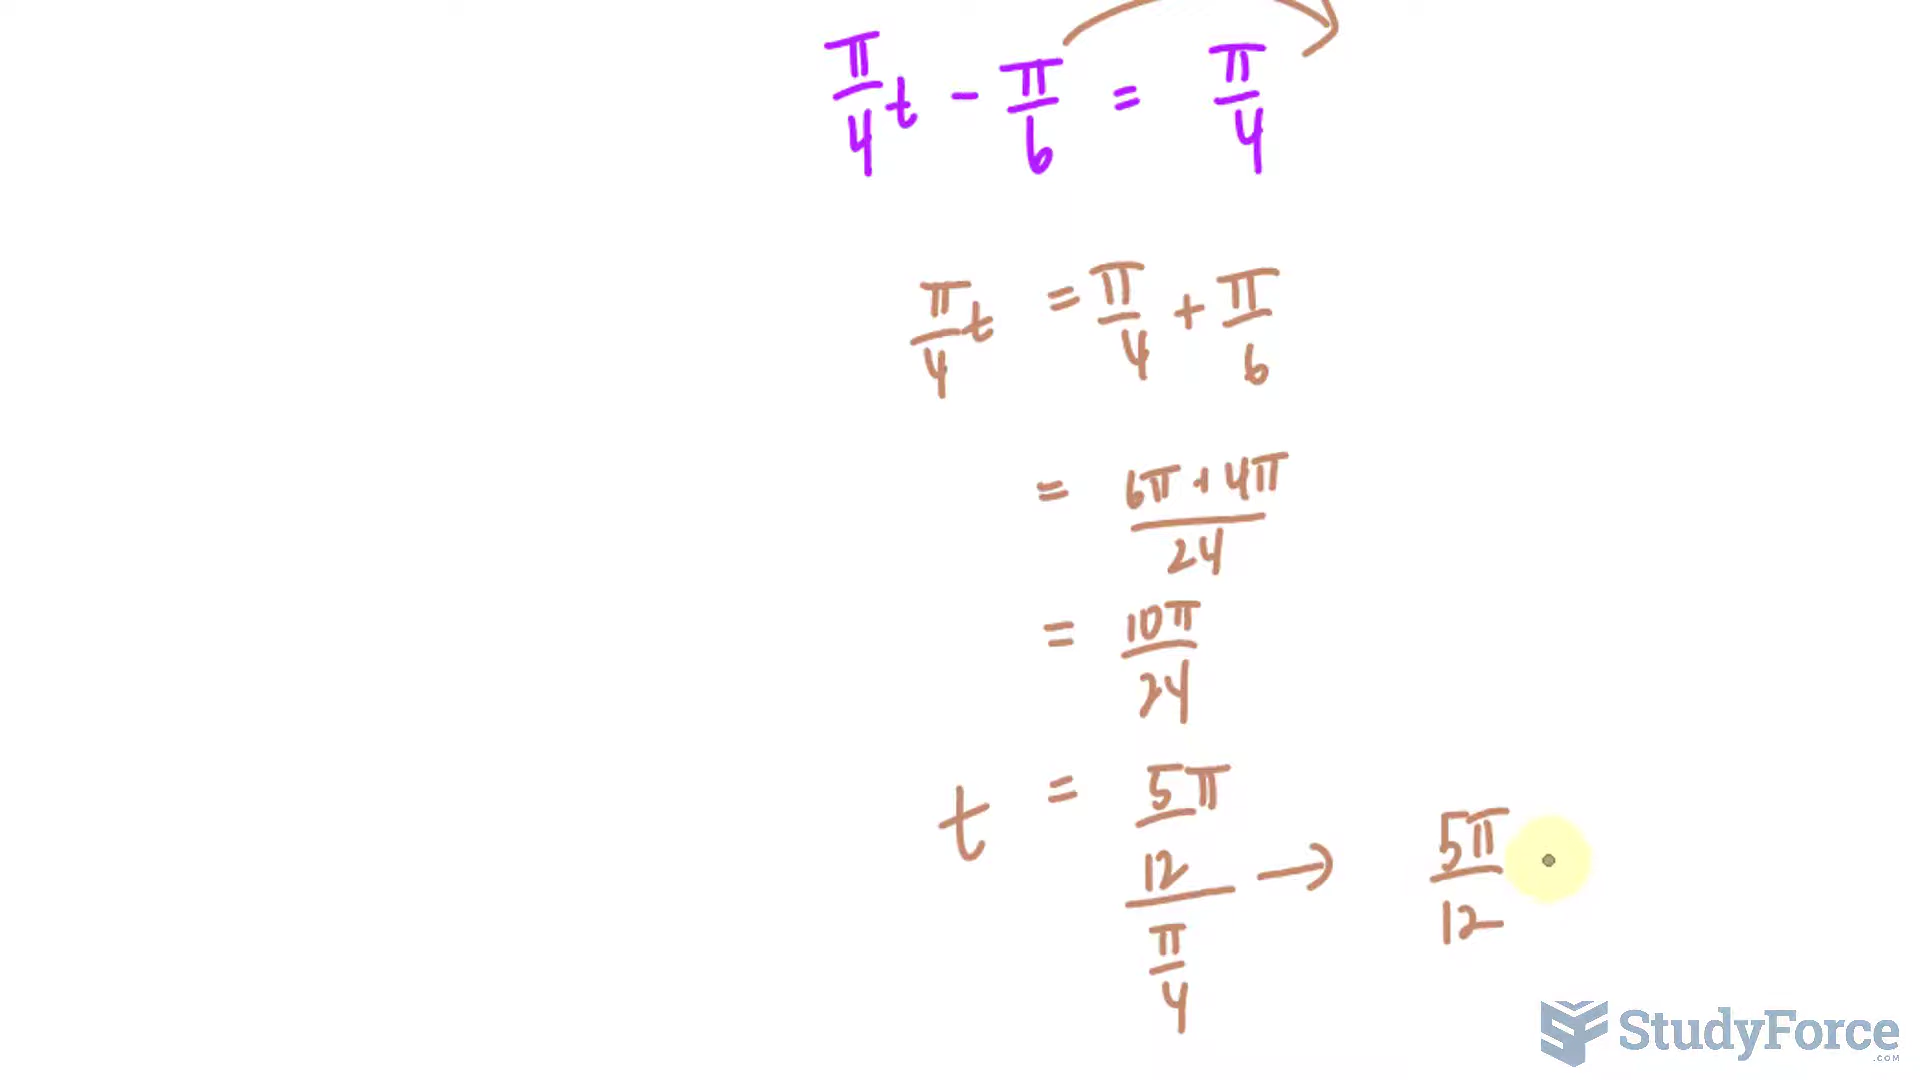 π/4 t - π/6 = π/4
π/4 t = π/4 + π/6
= (6π + 4π)/24
= 10π/24
t = (5π/12)/(π/4) → 5π/12
StudyForce
.COM